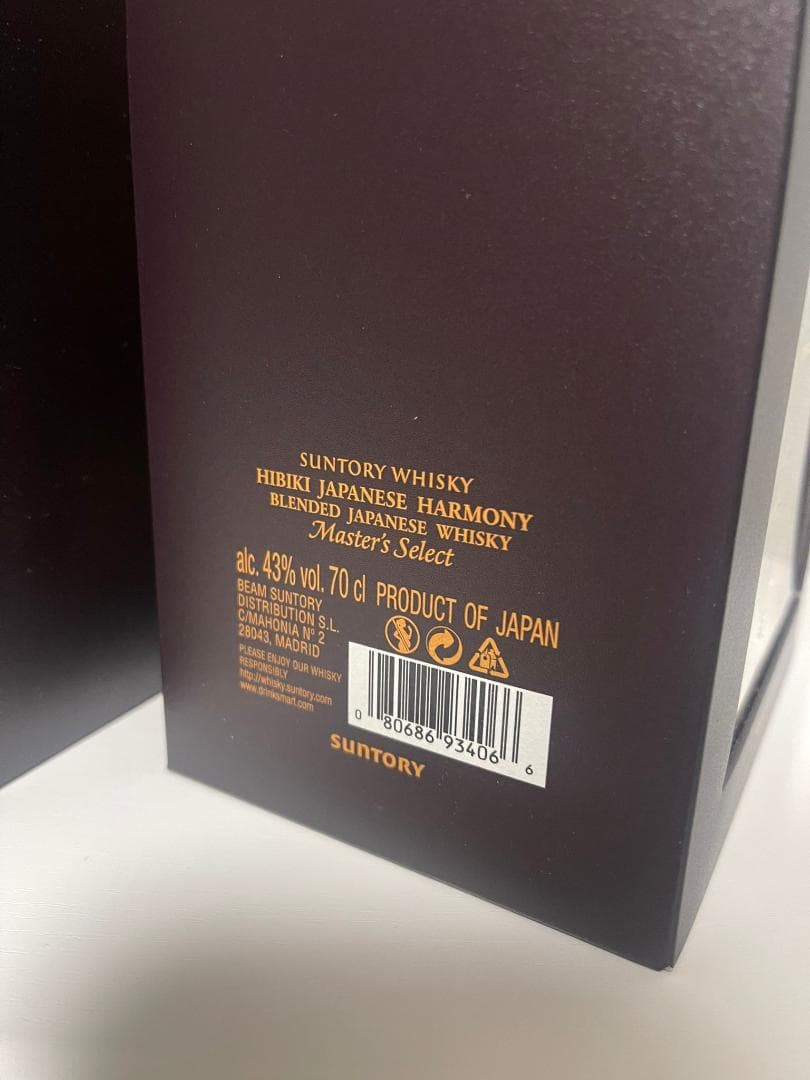 SUNTORY WHISKY
HIBIKI JAPANESE HARMONY
BLENDED JAPANESE WHISKY
Master's Select
alc. 43% vol. 70 cl PRODUCT OF JAPAN
BEAM SUNTORY
DISTRIBUTION S.L.
C/MAHONIA Nº 2
28043, MADRID
PLEASE ENJOY OUR WHISKY
RESPONSIBLY
http://whisky.suntory.com
www.drinksmart.com
0 80686 93406 6
SUNTORY